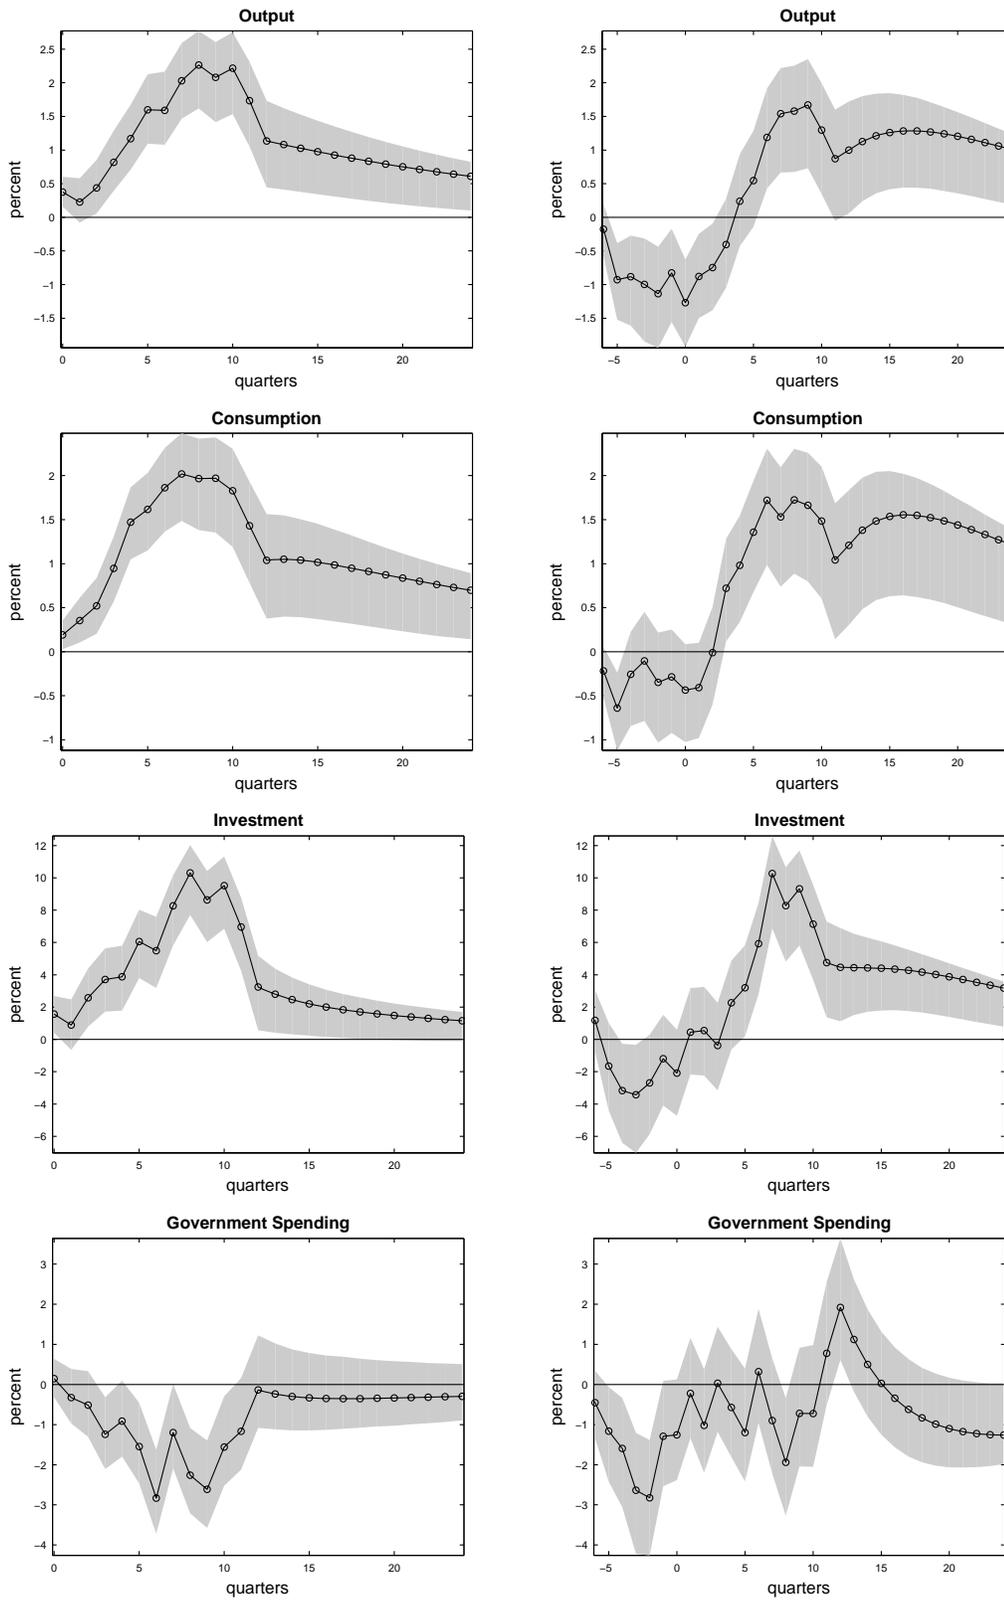 Output
percent
2.5
2
1.5
1
0.5
0
−0.5
−1
−1.5
0 5 10 15 20
quarters
Output
percent
2.5
2
1.5
1
0.5
0
−0.5
−1
−1.5
−5 0 5 10 15 20
quarters
Consumption
percent
2
1.5
1
0.5
0
−0.5
−1
0 5 10 15 20
quarters
Consumption
percent
2
1.5
1
0.5
0
−0.5
−1
−5 0 5 10 15 20
quarters
Investment
percent
12
10
8
6
4
2
0
−2
−4
−6
0 5 10 15 20
quarters
Investment
percent
12
10
8
6
4
2
0
−2
−4
−6
−5 0 5 10 15 20
quarters
Government Spending
percent
3
2
1
0
−1
−2
−3
−4
0 5 10 15 20
quarters
Government Spending
percent
3
2
1
0
−1
−2
−3
−4
−5 0 5 10 15 20
quarters